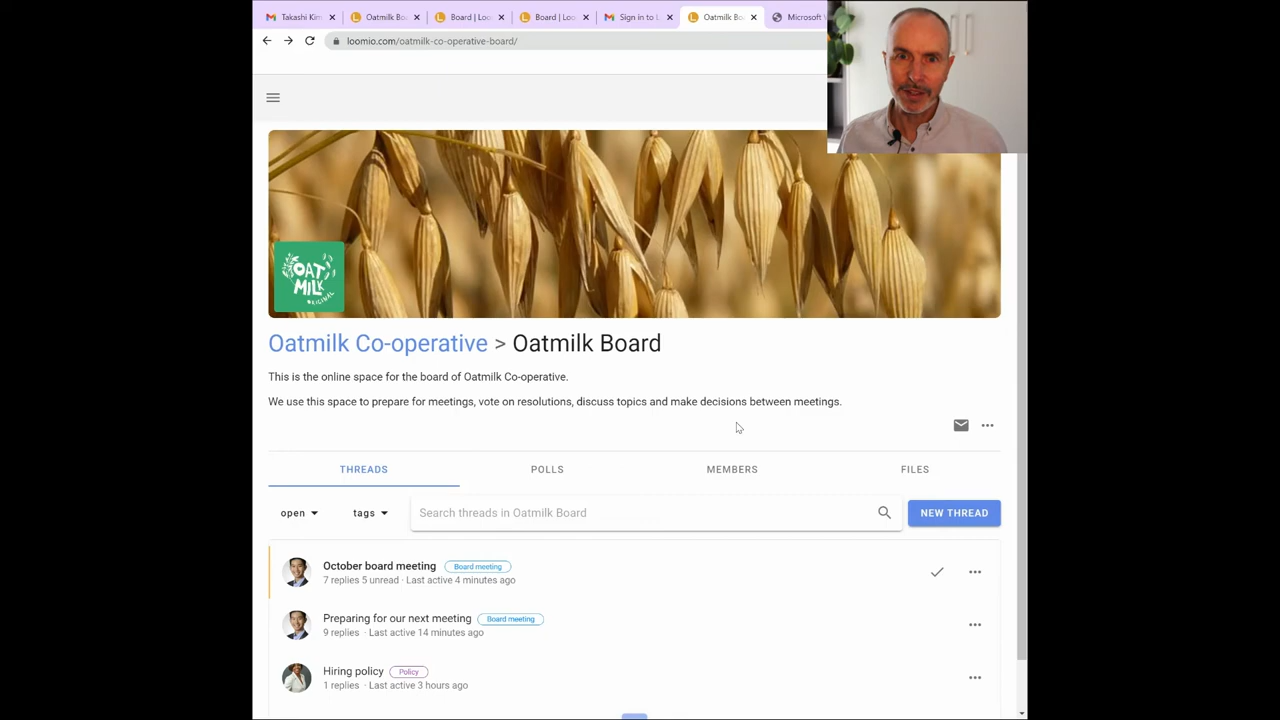 Takashi Kim
Oatmilk Boa
Board | Loo
Board | Loo
Sign in to L
Oatmilk Boa
Microsoft
loomio.com/oatmilk-co-operative-board/
OAT
MILK
ORIGINAL
Oatmilk Co-operative > Oatmilk Board
This is the online space for the board of Oatmilk Co-operative.
We use this space to prepare for meetings, vote on resolutions, discuss topics and make decisions between meetings.
THREADS POLLS MEMBERS FILES
open tags Search threads in Oatmilk Board NEW THREAD
October board meeting Board meeting
7 replies 5 unread · Last active 4 minutes ago
Preparing for our next meeting Board meeting
9 replies · Last active 14 minutes ago
Hiring policy Policy
1 replies · Last active 3 hours ago